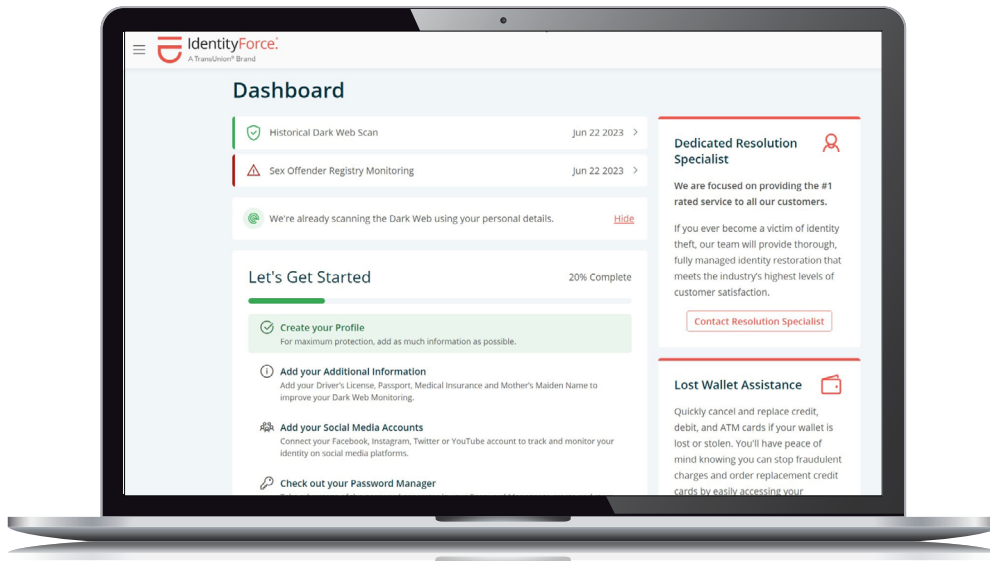 IdentityForce.
A TransUnion® Brand
Dashboard
Historical Dark Web Scan
Jun 22 2023
Sex Offender Registry Monitoring
Jun 22 2023
We're already scanning the Dark Web using your personal details.
Hide
Let's Get Started
20% Complete
Create your Profile
For maximum protection, add as much information as possible.
Add your Additional Information
Add your Driver's License, Passport, Medical Insurance and Mother's Maiden Name to
improve your Dark Web Monitoring.
Add your Social Media Accounts
Connect your Facebook, Instagram, Twitter or YouTube account to track and monitor your
identity on social media platforms.
Check out your Password Manager
Dedicated Resolution
Specialist
We are focused on providing the #1
rated service to all our customers.
If you ever become a victim of identity
theft, our team will provide thorough,
fully managed identity restoration that
meets the industry's highest levels of
customer satisfaction.
Contact Resolution Specialist
Lost Wallet Assistance
Quickly cancel and replace credit,
debit, and ATM cards if your wallet is
lost or stolen. You'll have peace of
mind knowing you can stop fraudulent
charges and order replacement credit
cards by easily accessing your